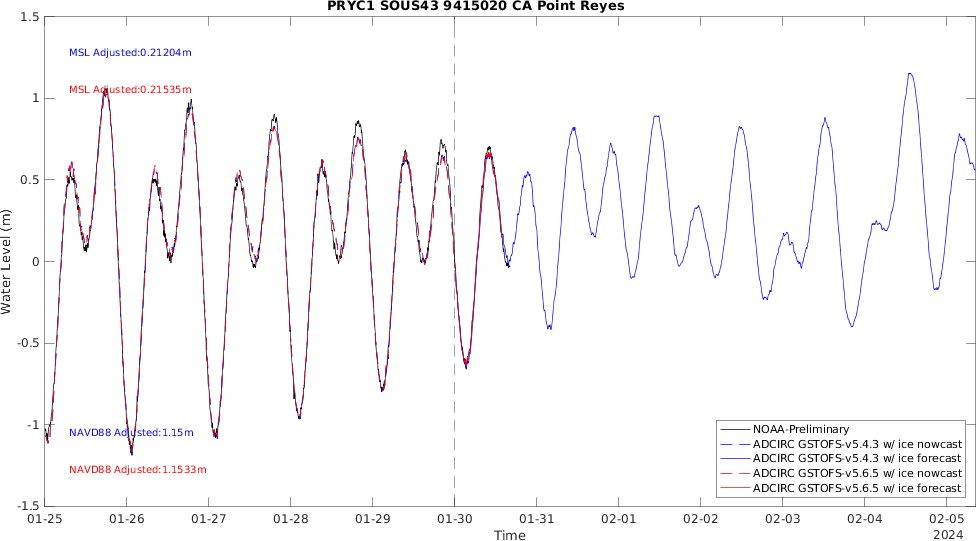 PRYC1 SOUS43 9415020 CA Point Reyes
1.5
1
0.5
0
-0.5
-1
-1.5
Water Level (m)
MSL Adjusted:0.21204m
MSL Adjusted:0.21535m
NAVD88 Adjusted:1.15m
NAVD88 Adjusted:1.1533m
NOAA-Preliminary
ADCIRC GSTOFS-v5.4.3 w/ ice nowcast
ADCIRC GSTOFS-v5.4.3 w/ ice forecast
ADCIRC GSTOFS-v5.6.5 w/ ice nowcast
ADCIRC GSTOFS-v5.6.5 w/ ice forecast
01-25 01-26 01-27 01-28 01-29 01-30 01-31 02-01 02-02 02-03 02-04 02-05
2024
Time